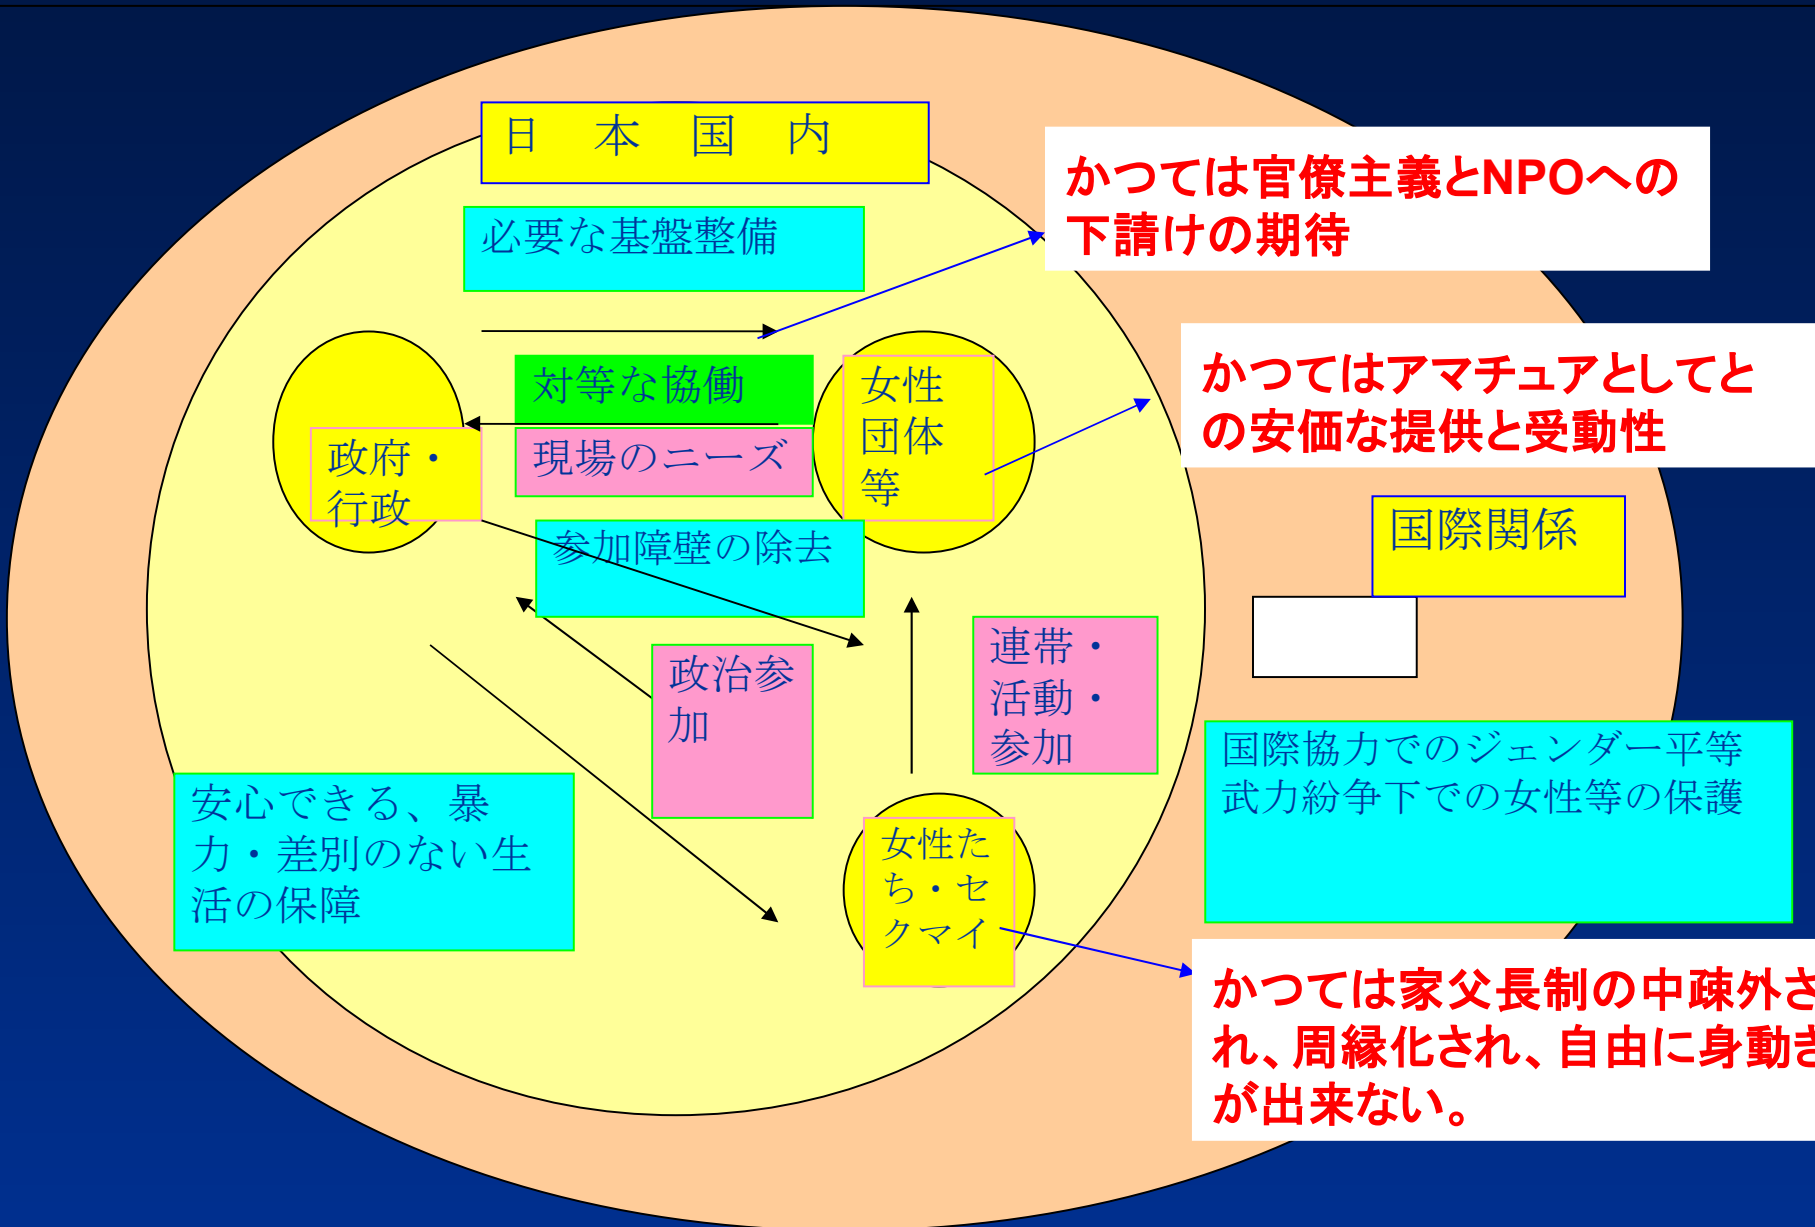 日　本　国　内
かつては官僚主義とNPOへの
下請けの期待
必要な基盤整備
かつてはアマチュアとしてと
の安価な提供と受動性
対等な協働
女性
団体
等
政府・
行政
現場のニーズ
国際関係
参加障壁の除去
連帯・
活動・
参加
政治参
加
国際協力でのジェンダー平等
武力紛争下での女性等の保護
安心できる、暴
力・差別のない生
活の保障
女性た
ち・セ
クマイ
かつては家父長制の中疎外さ
れ、周縁化され、自由に身動き
が出来ない。